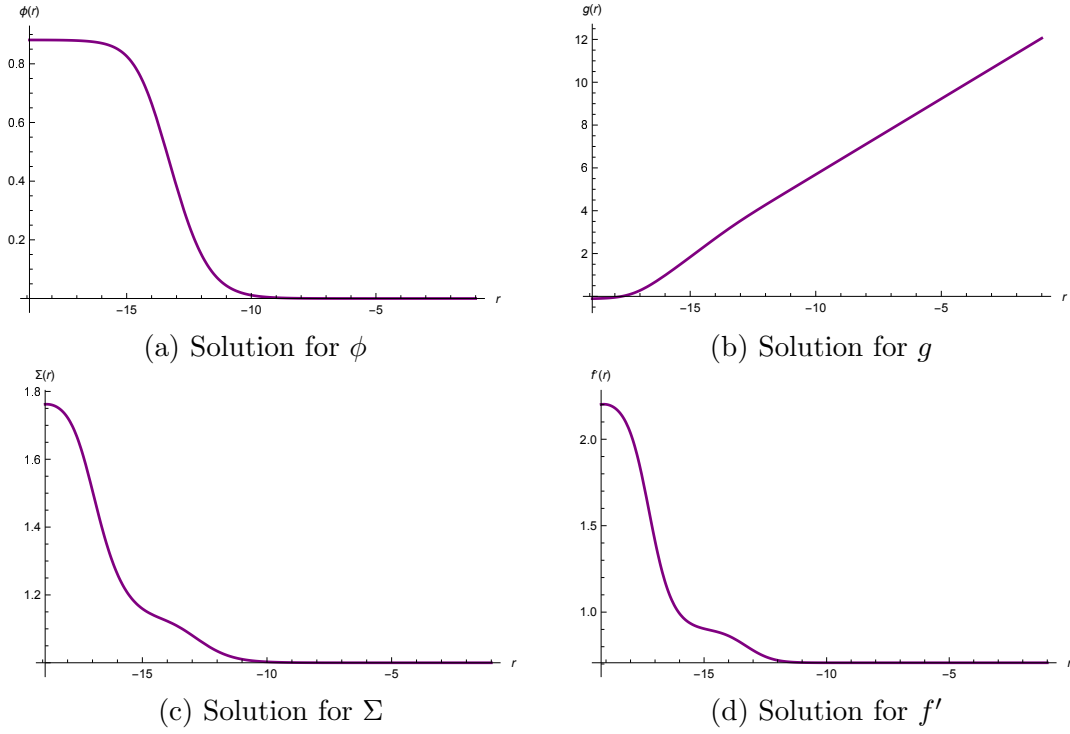 ϕ(r)
0.8
0.6
0.4
0.2
−15
−10
−5
r
(a) Solution for ϕ
g(r)
12
10
8
6
4
2
−15
−10
−5
r
(b) Solution for g
Σ(r)
1.8
1.6
1.4
1.2
−15
−10
−5
r
(c) Solution for Σ
f′(r)
2.0
1.5
1.0
−15
−10
−5
r
(d) Solution for f′